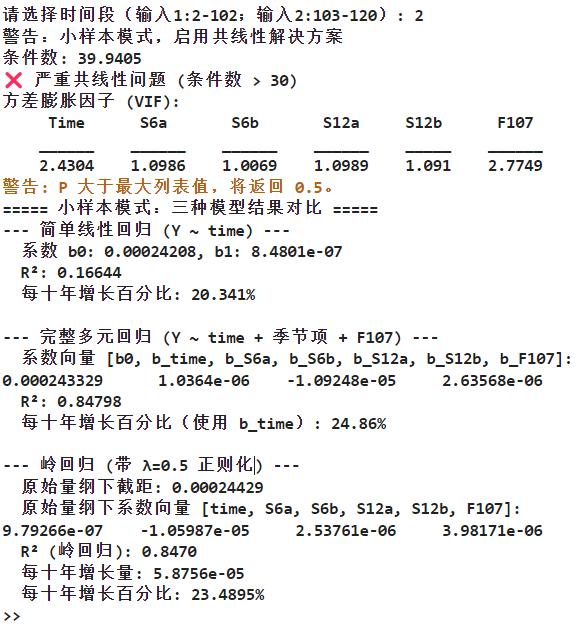 请选择时间段（输入1:2-102；输入2:103-120）: 2
警告：小样本模式，启用共线性解决方案
条件数: 39.9405
❌ 严重共线性问题 (条件数 > 30)
方差膨胀因子 (VIF):
Time S6a S6b S12a S12b F107
______ ______ ______ ______ _____ ______
2.4304 1.0986 1.0069 1.0989 1.091 2.7749
警告: P 大于最大列表值，将返回 0.5。
===== 小样本模式：三种模型结果对比 =====
--- 简单线性回归 (Y ~ time) ---
系数 b0: 0.00024208, b1: 8.4801e-07
R²: 0.16644
每十年增长百分比: 20.341%
--- 完整多元回归 (Y ~ time + 季节项 + F107) ---
系数向量 [b0, b_time, b_S6a, b_S6b, b_S12a, b_S12b, b_F107]:
0.000243329 1.0364e-06 -1.09248e-05 2.63568e-06
R²: 0.84798
每十年增长百分比（使用 b_time）: 24.86%
--- 岭回归 (带 λ=0.5 正则化) ---
原始量纲下截距: 0.00024429
原始量纲下系数向量 [time, S6a, S6b, S12a, S12b, F107]:
9.79266e-07 -1.05987e-05 2.53761e-06 3.98171e-06
R² (岭回归): 0.8470
每十年增长量: 5.8756e-05
每十年增长百分比: 23.4895%
>>